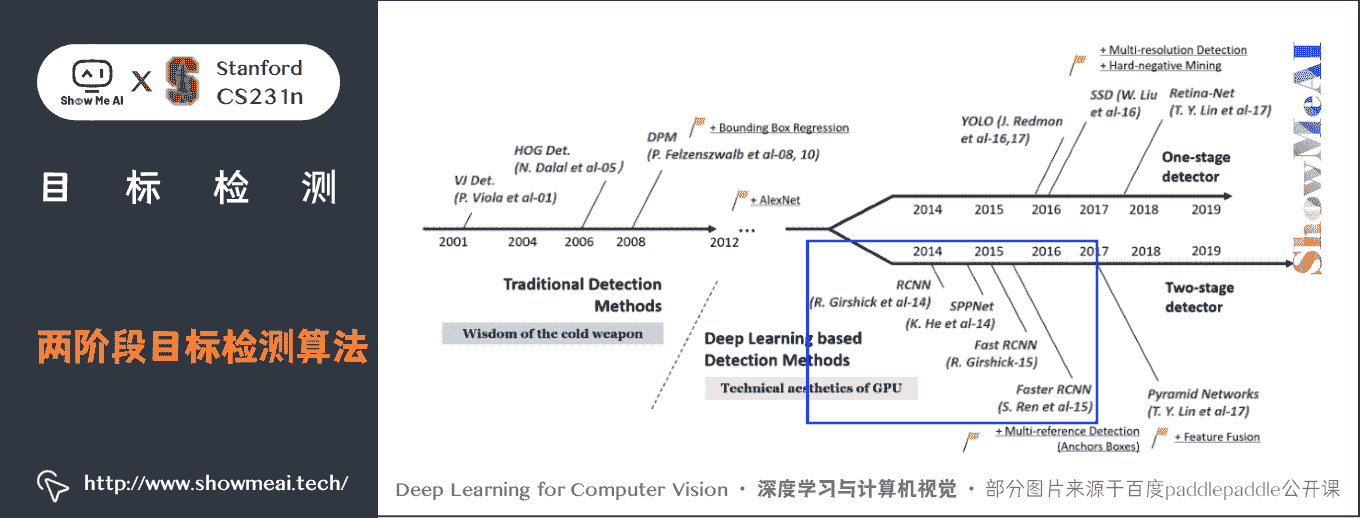 Show Me AI
X
Stanford
CS231n
目标检测
两阶段目标检测算法
http://www.showmeai.tech/
+ Multi-resolution Detection
+ Hard-negative Mining
SSD (W. Liu
et al-16)
Retina-Net
(T. Y. Lin et al-17)
YOLO (J. Redmon
et al-16,17)
DPM
(P. Felzenszwalb et al-08, 10)
+ Bounding Box Regression
HOG Det.
(N. Dalal et al-05)
VJ Det.
(P. Viola et al-01)
+ AlexNet
One-stage
detector
2014 2015 2016 2017 2018 2019
2001 2004 2006 2008 2012 ...
2014 2015 2016 2017 2018 2019
Two-stage
detector
Traditional Detection
Methods
Wisdom of the cold weapon
Deep Learning based
Detection Methods
Technical aesthetics of GPU
RCNN
(R. Girshick et al-14)
SPPNet
(K. He et al-14)
Fast RCNN
(R. Girshick-15)
Faster RCNN
(S. Ren et al-15)
+ Multi-reference Detection
(Anchors Boxes)
Pyramid Networks
(T. Y. Lin et al-17)
+ Feature Fusion
ShowMeAI
Deep Learning for Computer Vision · 深度学习与计算机视觉 · 部分图片来源于百度paddlepaddle公开课